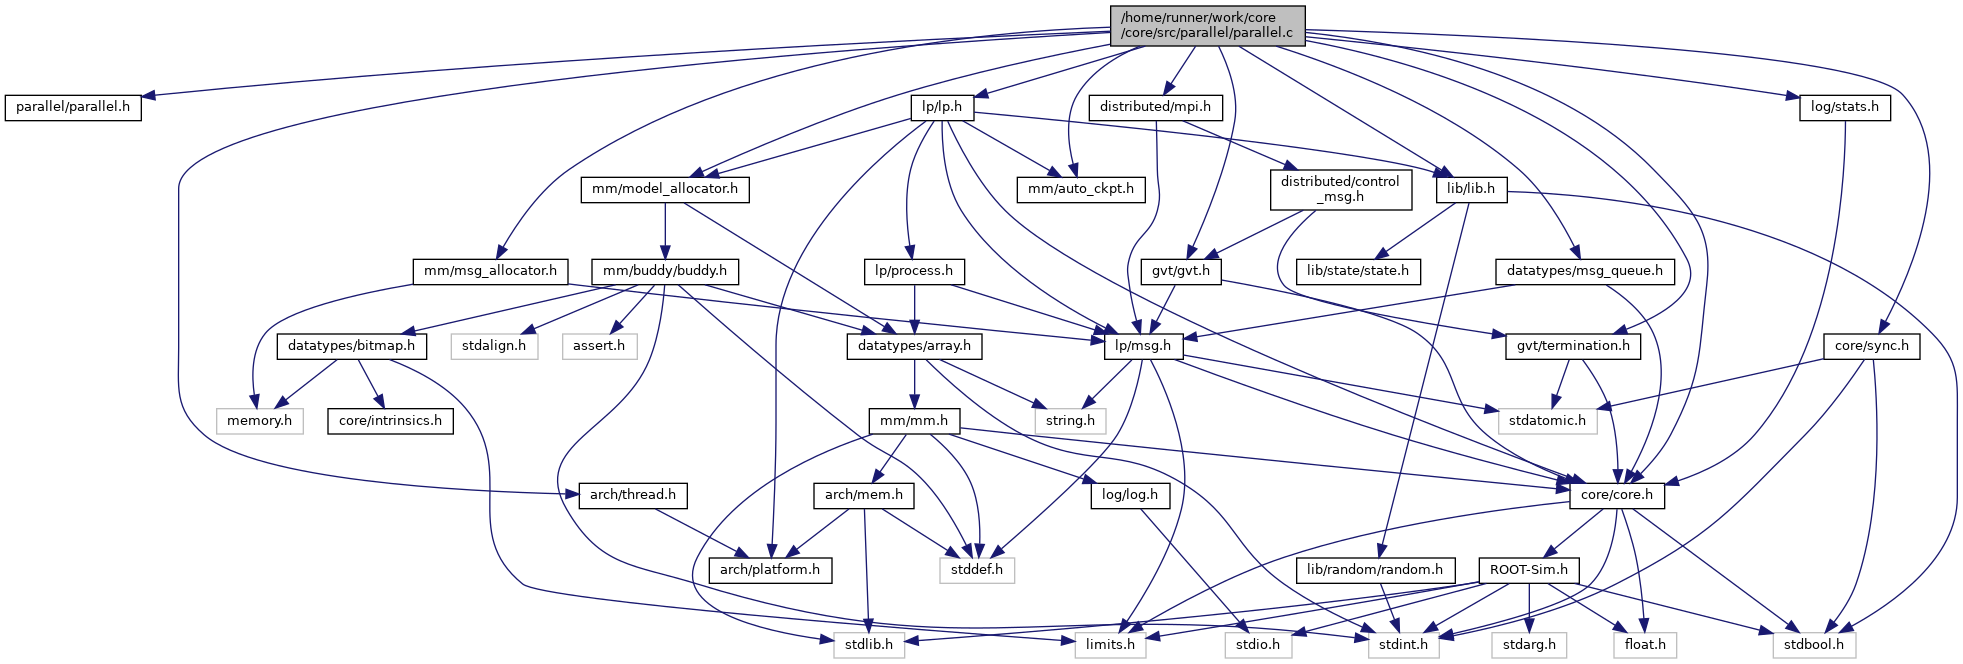 /home/runner/work/core
/core/src/parallel/parallel.c
parallel/parallel.h
lp/lp.h
distributed/mpi.h
log/stats.h
mm/model_allocator.h
mm/auto_ckpt.h
distributed/control
_msg.h
lib/lib.h
mm/msg_allocator.h
mm/buddy/buddy.h
lp/process.h
gvt/gvt.h
lib/state/state.h
datatypes/msg_queue.h
datatypes/bitmap.h
stdalign.h
assert.h
datatypes/array.h
lp/msg.h
gvt/termination.h
core/sync.h
memory.h
core/intrinsics.h
mm/mm.h
string.h
stdatomic.h
arch/thread.h
arch/mem.h
log/log.h
core/core.h
arch/platform.h
stddef.h
lib/random/random.h
ROOT-Sim.h
stdlib.h
limits.h
stdio.h
stdint.h
stdarg.h
float.h
stdbool.h